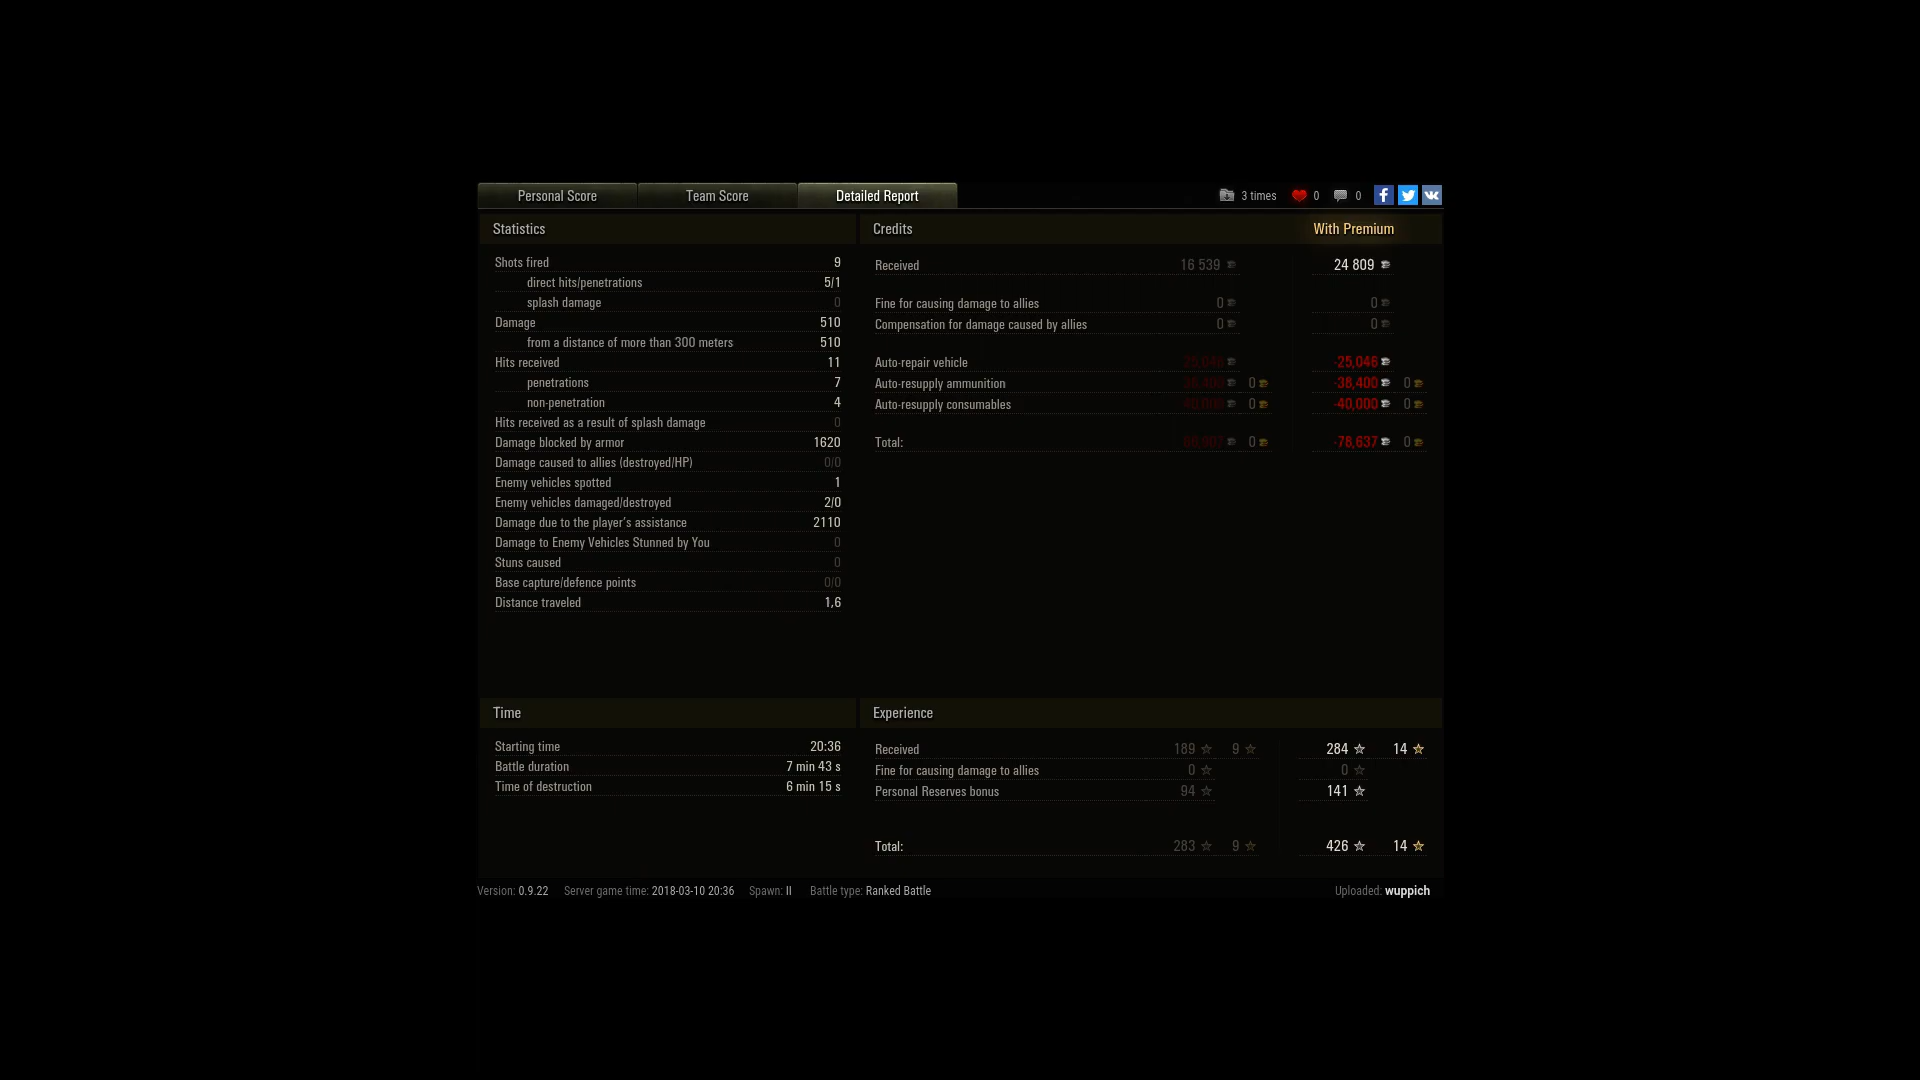 Personal Score Team Score Detailed Report 3 times 0 0
Statistics
Shots fired 9
direct hits/penetrations 5/1
splash damage 0
Damage 510
from a distance of more than 300 meters 510
Hits received 11
penetrations 7
non-penetration 4
Hits received as a result of splash damage 0
Damage blocked by armor 1620
Damage caused to allies (destroyed/HP) 0/0
Enemy vehicles spotted 1
Enemy vehicles damaged/destroyed 2/0
Damage due to the player's assistance 2110
Damage to Enemy Vehicles Stunned by You 0
Stuns caused 0
Base capture/defence points 0/0
Distance traveled 1,6
Credits With Premium
Received 16 539 24 809
Fine for causing damage to allies 0 0
Compensation for damage caused by allies 0 0
Auto-repair vehicle -25,046
Auto-resupply ammunition 0 -38,400 0
Auto-resupply consumables 0 -40,000 0
Total: 0 -78,637 0
Time
Starting time 20:36
Battle duration 7 min 43 s
Time of destruction 6 min 15 s
Experience
Received 189 9 284 14
Fine for causing damage to allies 0 0
Personal Reserves bonus 94 141
Total: 283 9 426 14
Version: 0.9.22 Server game time: 2018-03-10 20:36 Spawn: II Battle type: Ranked Battle Uploaded: wuppich